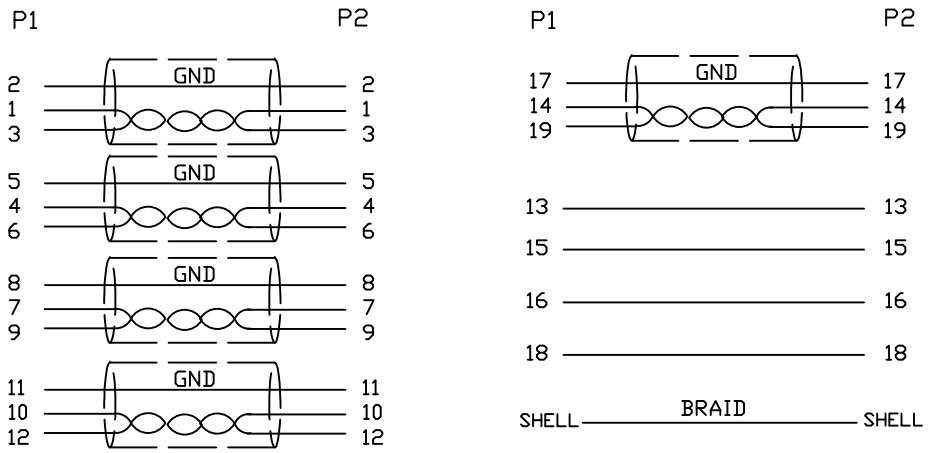 P1 P2
GND
2 2
1 1
3 3
GND
5 5
4 4
6 6
GND
8 8
7 7
9 9
GND
11 11
10 10
12 12
P1 P2
GND
17 17
14 14
19 19
13 13
15 15
16 16
18 18
BRAID
SHELL SHELL